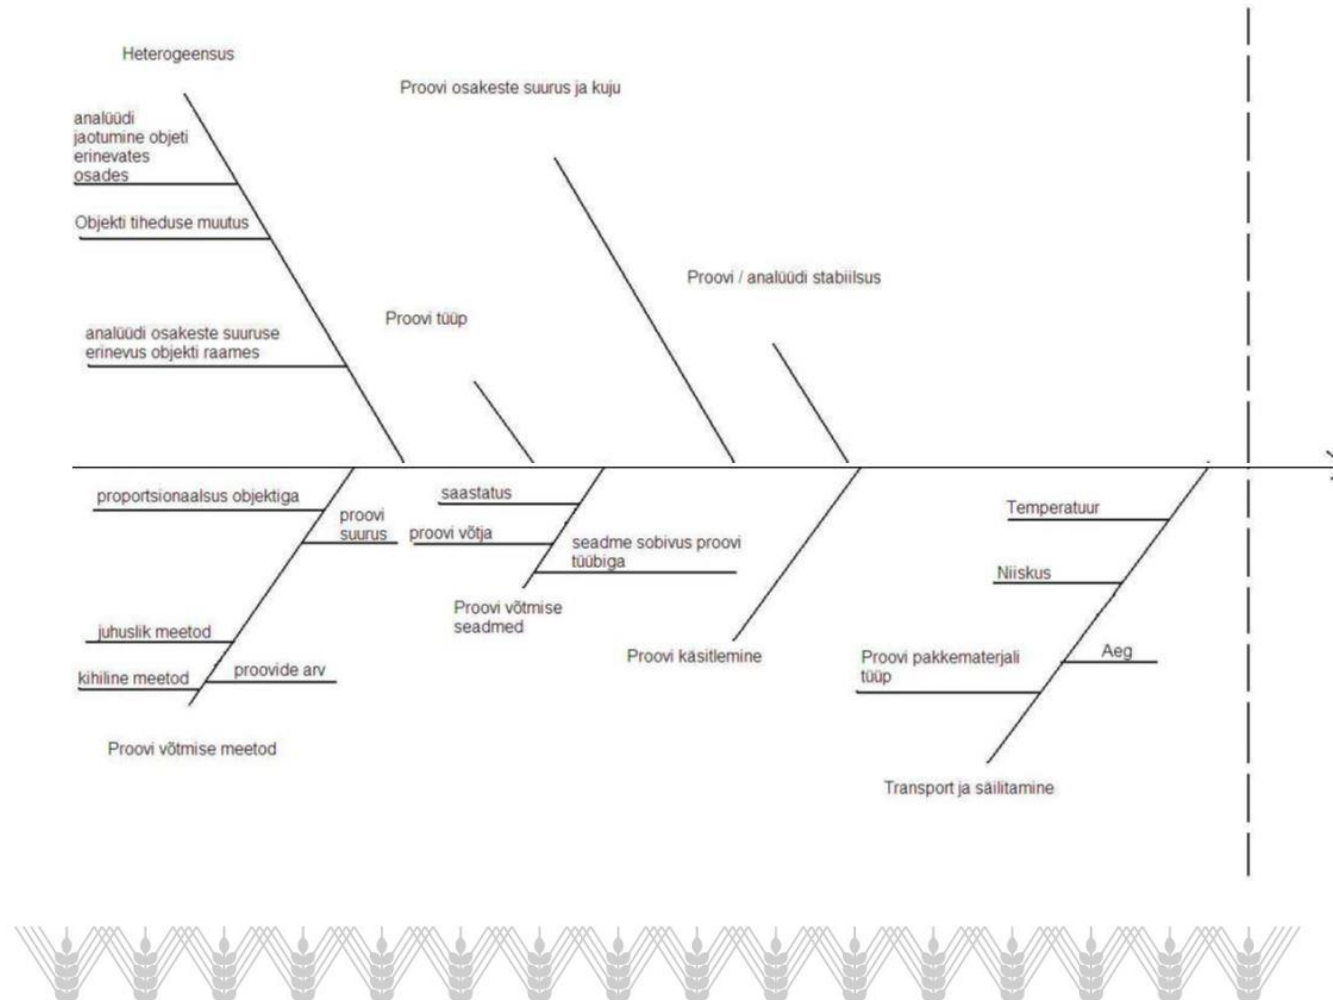 Heterogeensus
Proovi osakeste suurus ja kuju
analüüdi
jaotumine objeti
erinevates
osades
Objekti tiheduse muutus
Proovi / analüüdi stabiilsus
Proovi tüüp
analüüdi osakeste suuruse
erinevus objekti raames
proportsionaalsus objektiga
proovi
suurus
saastatus
proovi võtja
seadme sobivus proovi
tüübiga
Temperatuur
Niiskus
Proovi võtmise
seadmed
juhuslik meetod
kihiline meetod
proovide arv
Proovi käsitlemine
Proovi pakkematerjali
tüüp
Aeg
Proovi võtmise meetod
Transport ja säilitamine